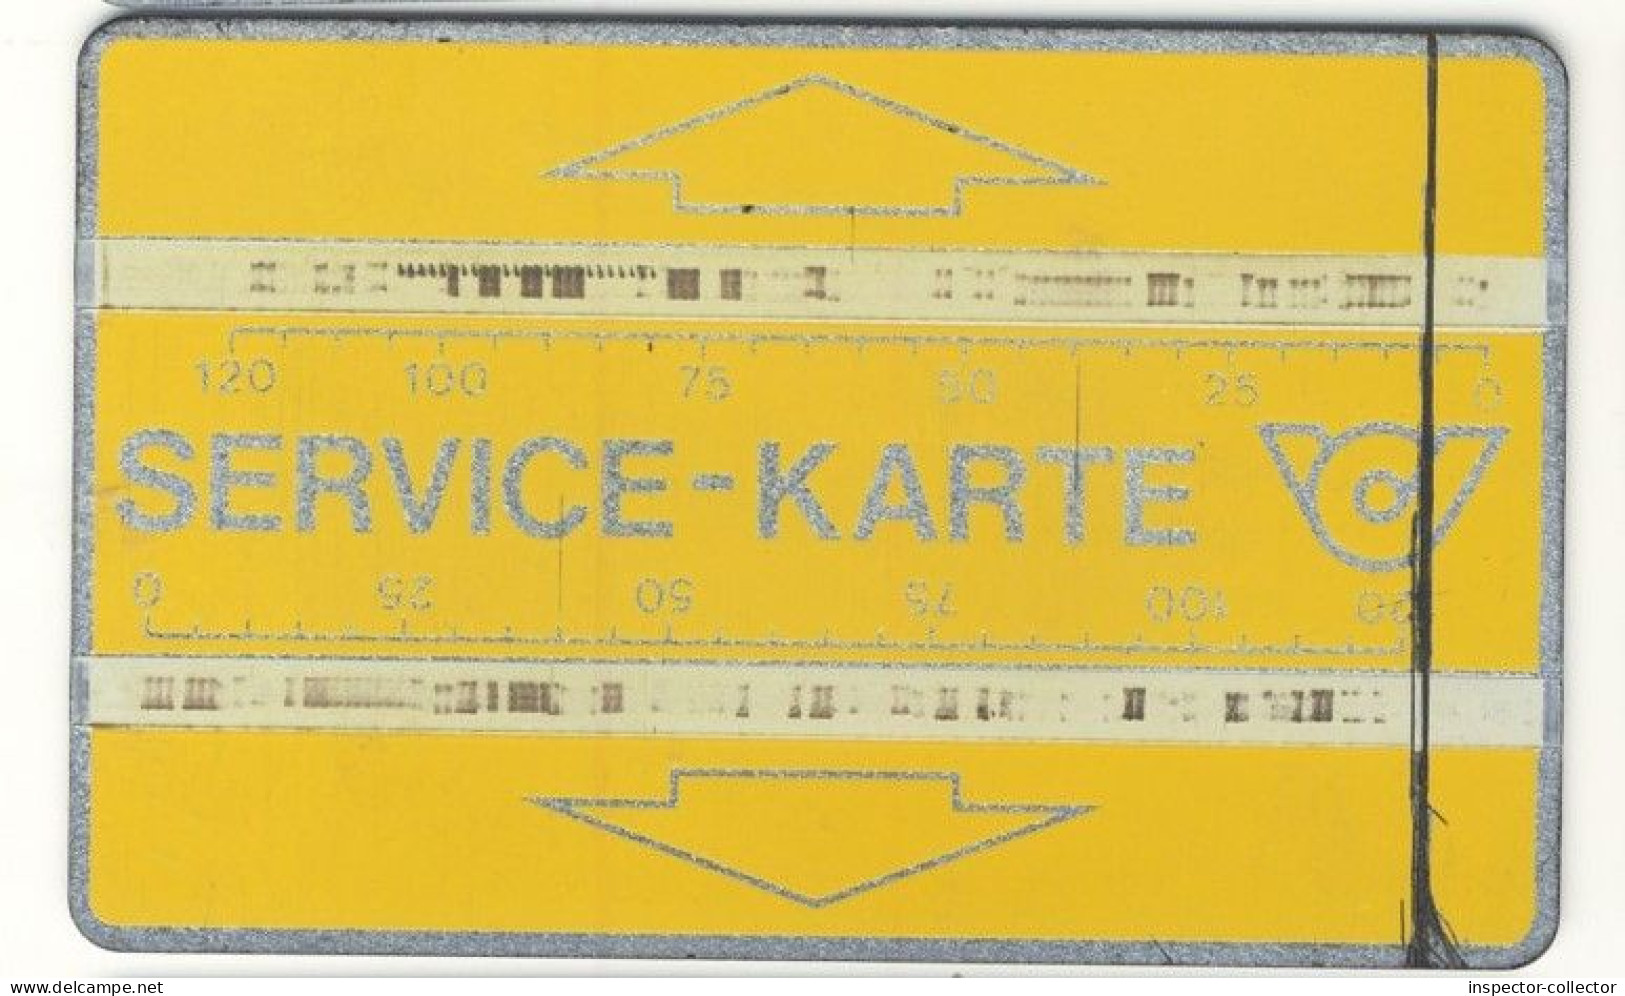 120 100 75 50 25 0
SERVICE-KARTE
0 25 50 75 100
www.delcampe.net
inspector-collector